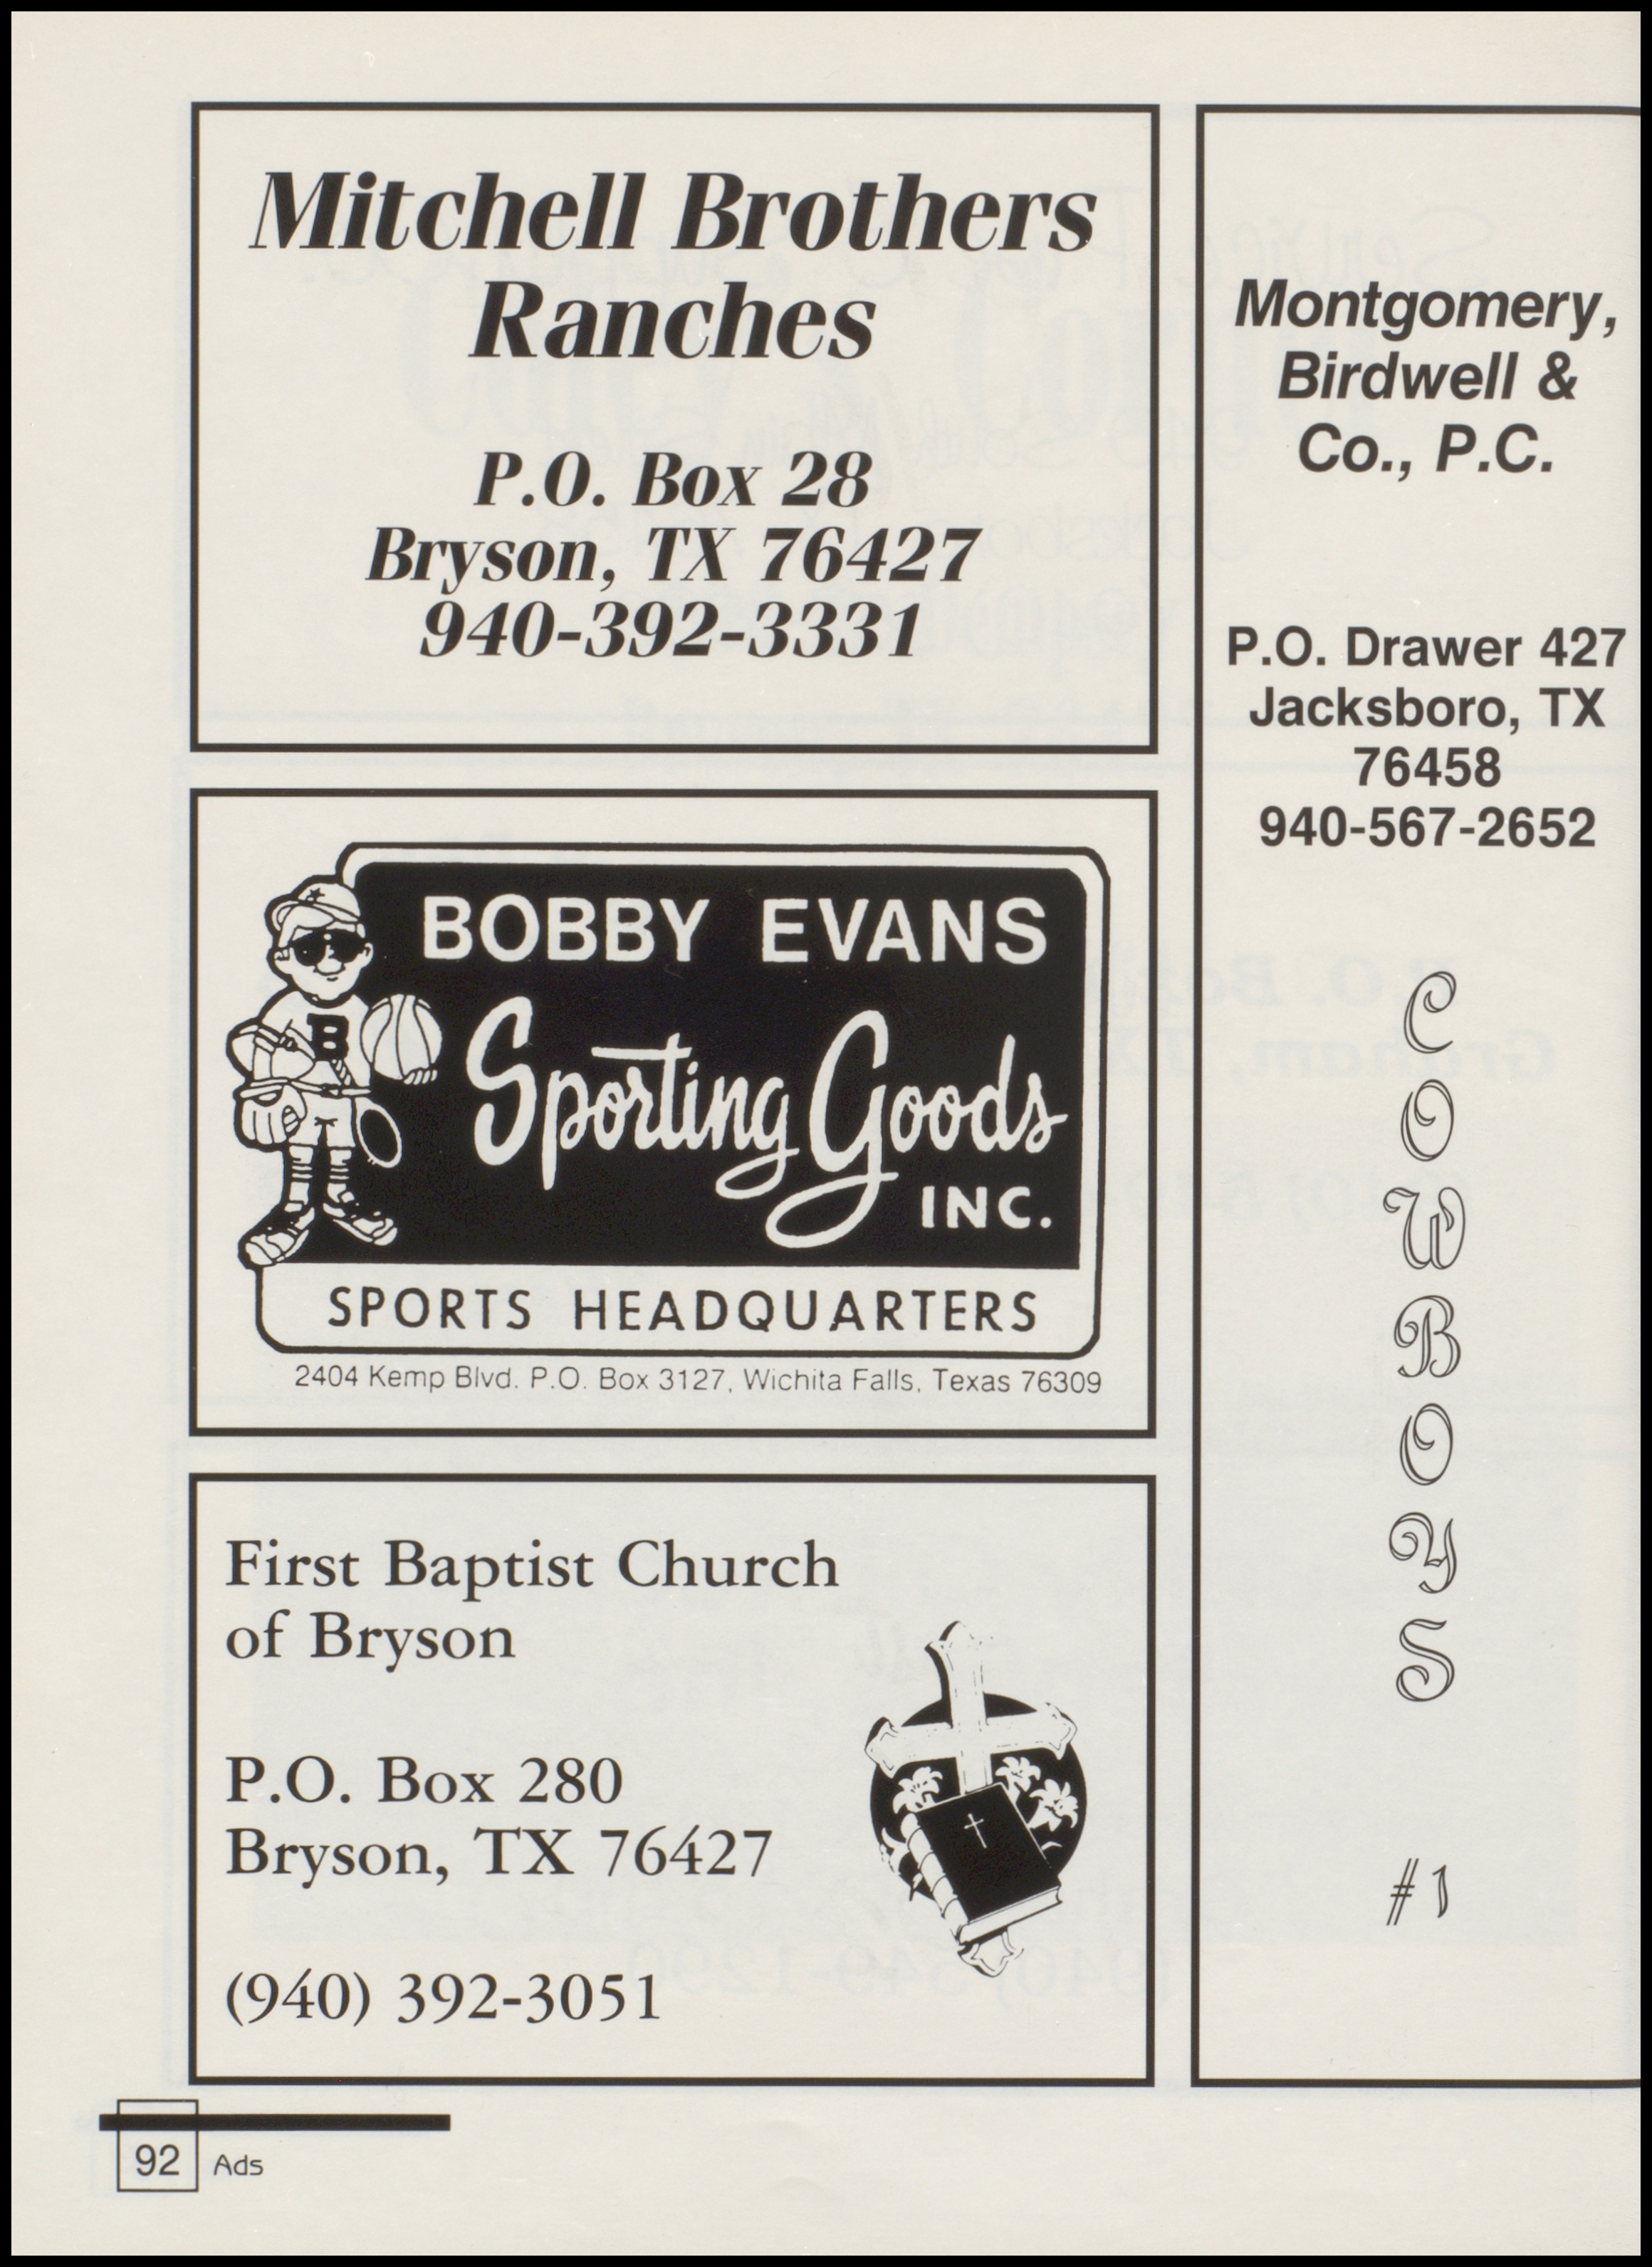 Mitchell Brothers
Ranches
P.O. Box 28
Bryson, TX 76427
940-392-3331
BOBBY EVANS
B
Sporting Goods
INC.
SPORTS HEADQUARTERS
2404 Kemp Blvd. P.O. Box 3127, Wichita Falls, Texas 76309
First Baptist Church
of Bryson
P.O. Box 280
Bryson, TX 76427
(940) 392-3051
Montgomery,
Birdwell &
Co., P.C.
P.O. Drawer 427
Jacksboro, TX
76458
940-567-2652
C
O
W
B
O
Y
S
#1
92 Ads